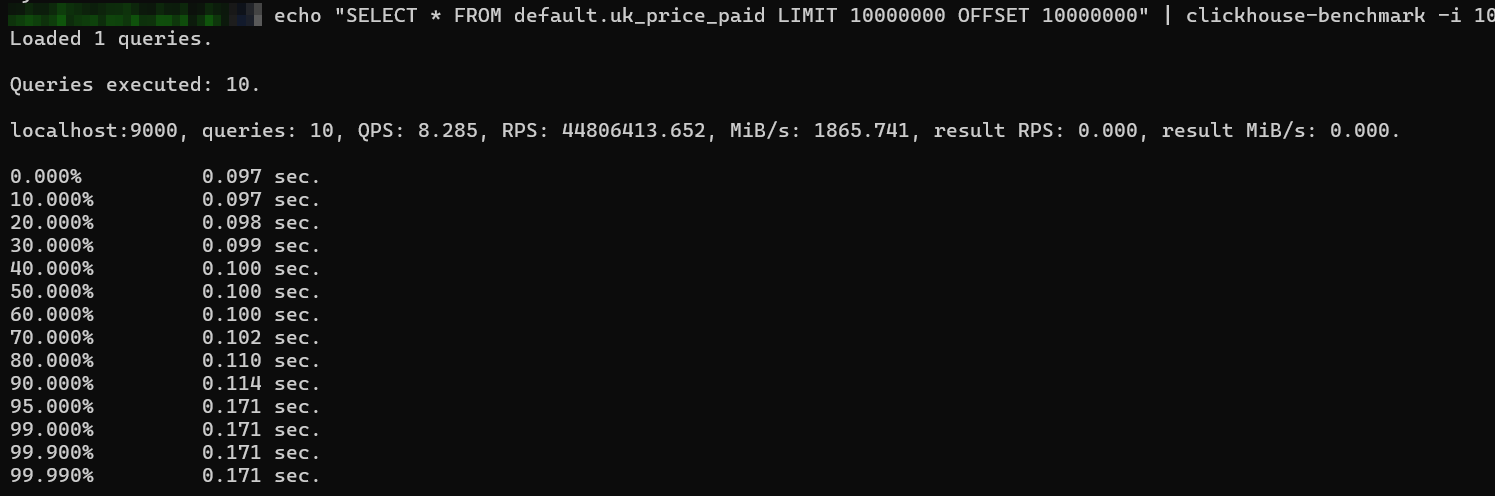 echo "SELECT * FROM default.uk_price_paid LIMIT 10000000 OFFSET 10000000" | clickhouse-benchmark -i 10
Loaded 1 queries.
Queries executed: 10.
localhost:9000, queries: 10, QPS: 8.285, RPS: 44806413.652, MiB/s: 1865.741, result RPS: 0.000, result MiB/s: 0.000.
0.000% 0.097 sec.
10.000% 0.097 sec.
20.000% 0.098 sec.
30.000% 0.099 sec.
40.000% 0.100 sec.
50.000% 0.100 sec.
60.000% 0.100 sec.
70.000% 0.102 sec.
80.000% 0.110 sec.
90.000% 0.114 sec.
95.000% 0.171 sec.
99.000% 0.171 sec.
99.900% 0.171 sec.
99.990% 0.171 sec.